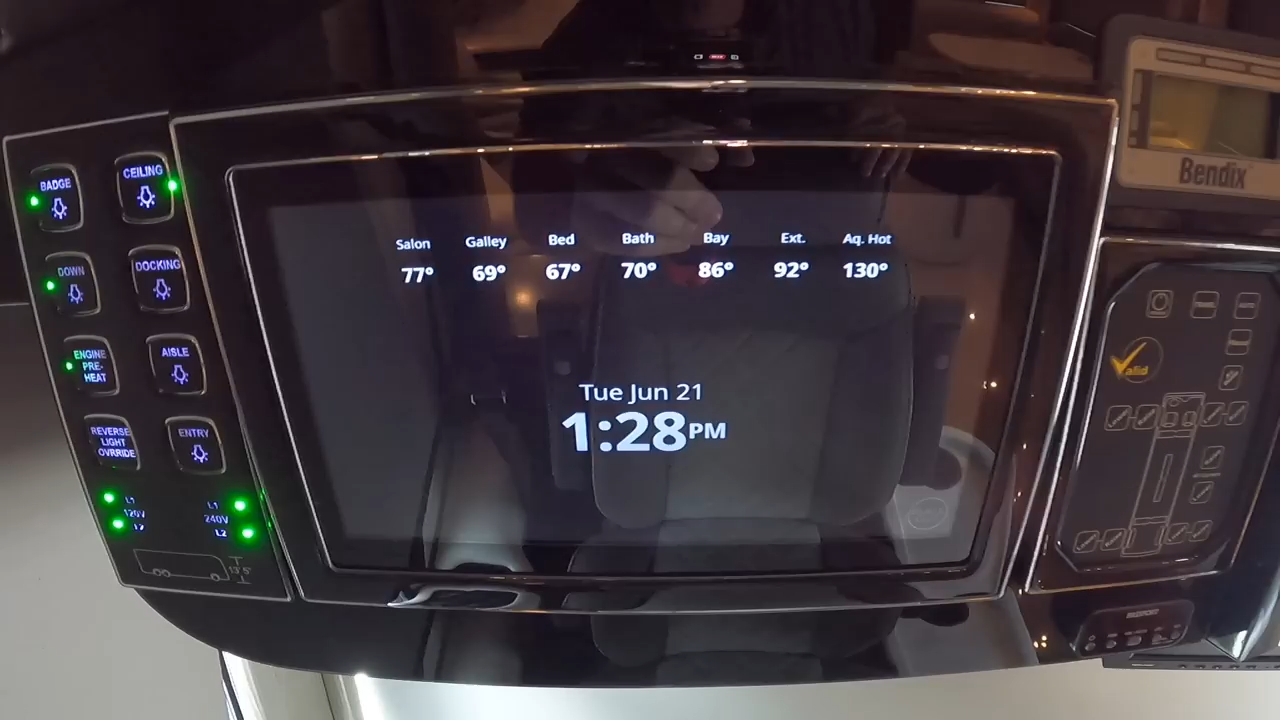 BADGE
CEILING
DOWN
DOCKING
ENGINE
PRE-
HEAT
AISLE
REVERSE
LIGHT
OVRRIDE
ENTRY
L1
120V
L2
L1
240V
L2
13' 5"
Salon Galley Bed Bath Bay Ext. Aq. Hot
77° 69° 67° 70° 86° 92° 130°
Tue Jun 21
1:28PM
Bendix
AUTO
Valid